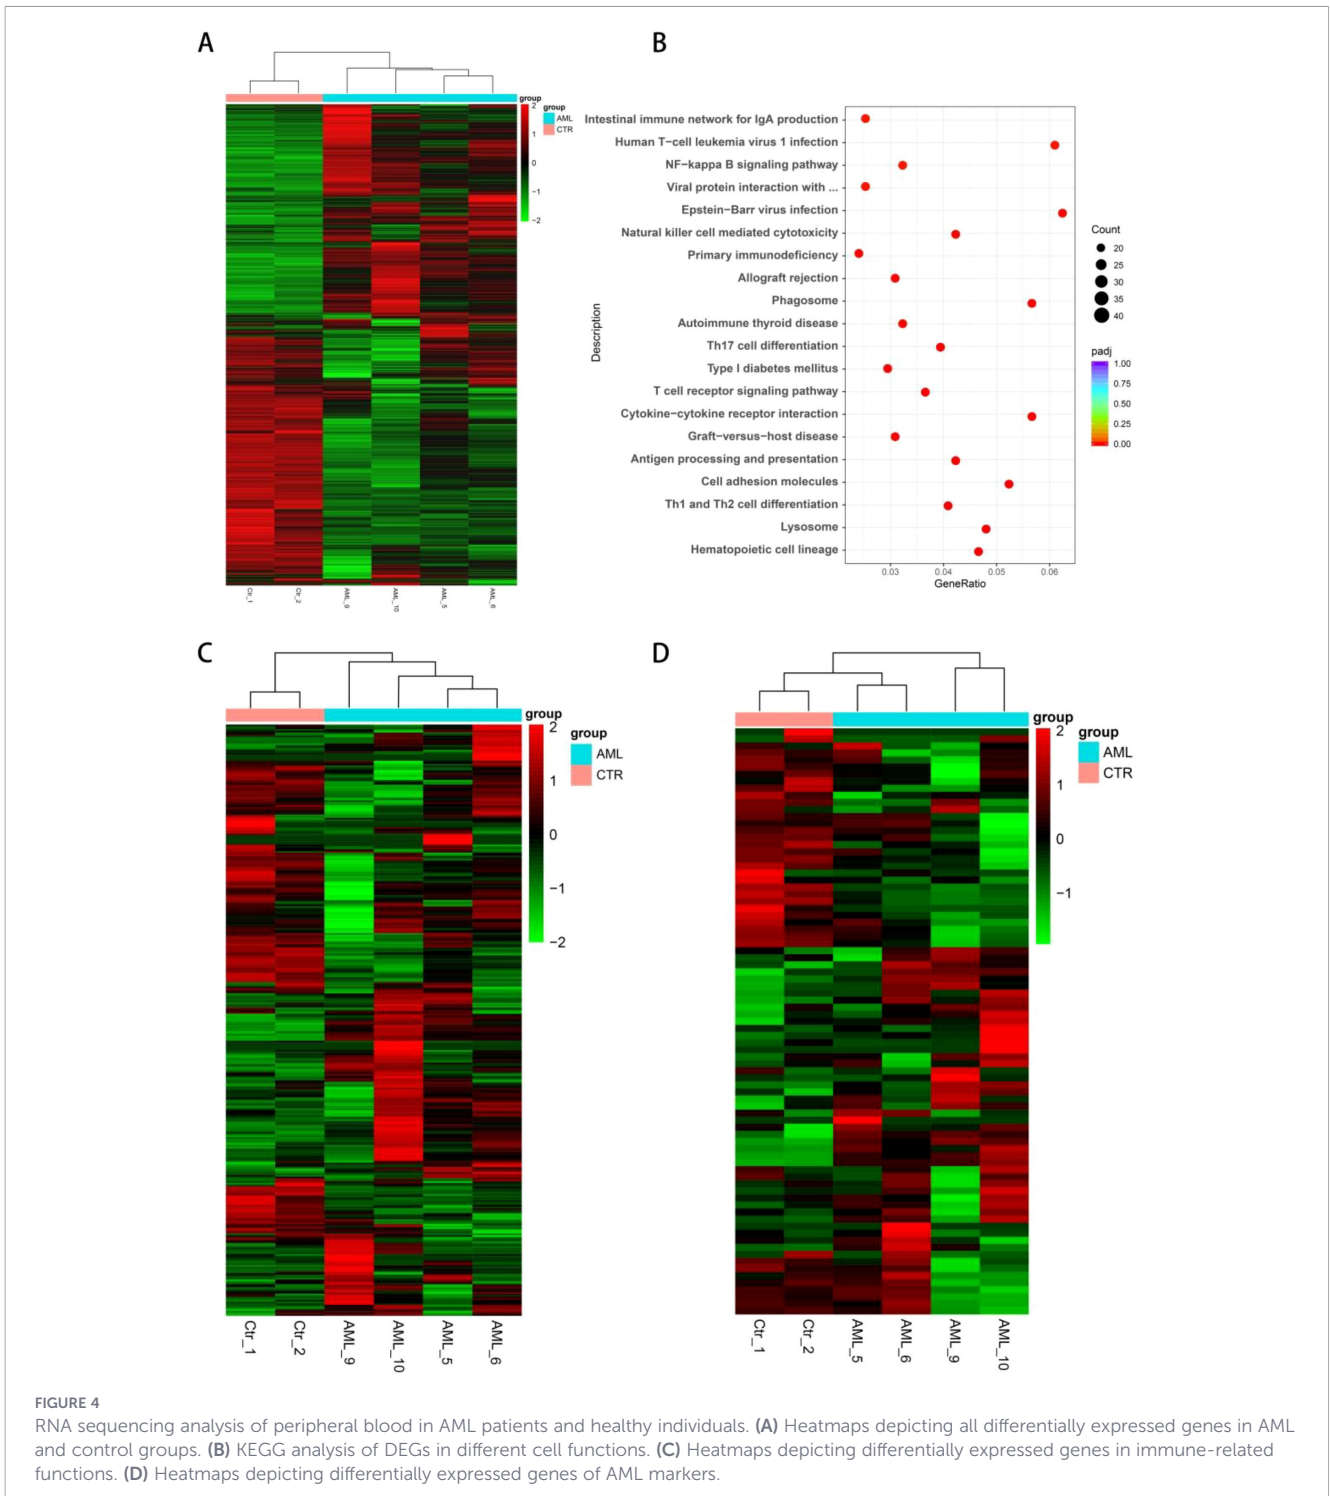 A
group
2
1
0
−1
−2
group
AML
CTR
Ctr_1
Ctr_2
AML_9
AML_10
AML_5
AML_6
B
Description
Intestinal immune network for IgA production
Human T−cell leukemia virus 1 infection
NF−kappa B signaling pathway
Viral protein interaction with ...
Epstein−Barr virus infection
Natural killer cell mediated cytotoxicity
Primary immunodeficiency
Allograft rejection
Phagosome
Autoimmune thyroid disease
Th17 cell differentiation
Type I diabetes mellitus
T cell receptor signaling pathway
Cytokine−cytokine receptor interaction
Graft−versus−host disease
Antigen processing and presentation
Cell adhesion molecules
Th1 and Th2 cell differentiation
Lysosome
Hematopoietic cell lineage
0.03 0.04 0.05 0.06
GeneRatio
Count
20
25
30
35
40
padj
1.00
0.75
0.50
0.25
0.00
C
group
2
1
0
−1
−2
group
AML
CTR
Ctr_1
Ctr_2
AML_9
AML_10
AML_5
AML_6
D
group
2
1
0
−1
group
AML
CTR
Ctr_1
Ctr_2
AML_5
AML_6
AML_9
AML_10
FIGURE 4
RNA sequencing analysis of peripheral blood in AML patients and healthy individuals. (A) Heatmaps depicting all differentially expressed genes in AML
and control groups. (B) KEGG analysis of DEGs in different cell functions. (C) Heatmaps depicting differentially expressed genes in immune-related
functions. (D) Heatmaps depicting differentially expressed genes of AML markers.